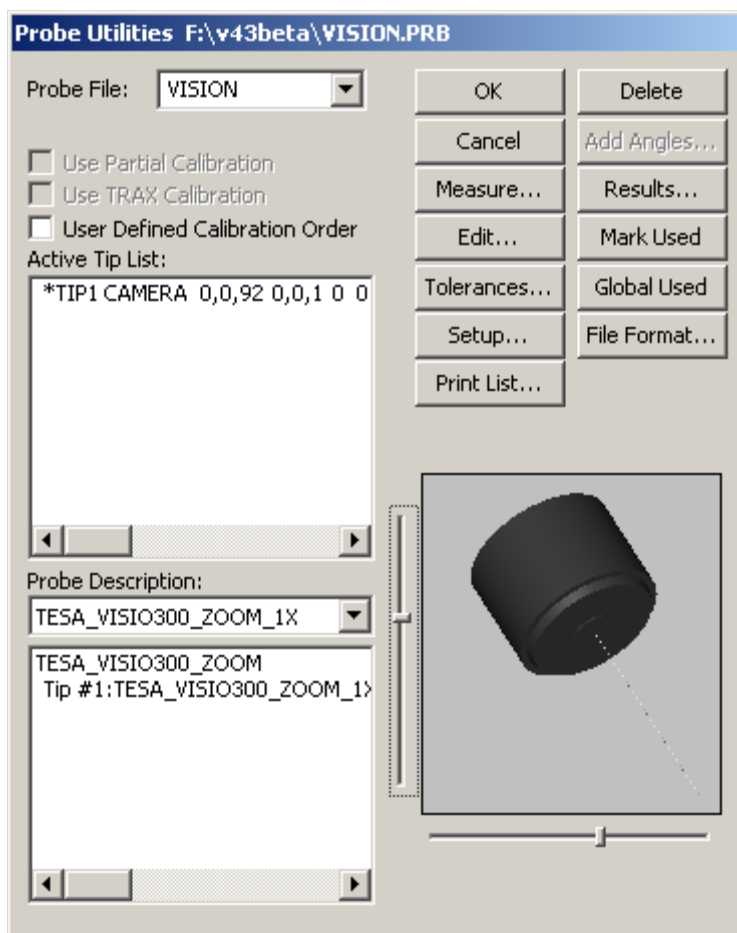 Probe Utilities F:\v43beta\VISION.PRB
Probe File: VISION
OK
Delete
Cancel
Add Angles...
Use Partial Calibration
Use TRAX Calibration
User Defined Calibration Order
Measure...
Results...
Edit...
Mark Used
Active Tip List:
*TIP1 CAMERA 0,0,92 0,0,1 0 0
Tolerances...
Global Used
Setup...
File Format...
Print List...
Probe Description:
TESA_VISIO300_ZOOM_1X
TESA_VISIO300_ZOOM
Tip #1:TESA_VISIO300_ZOOM_1